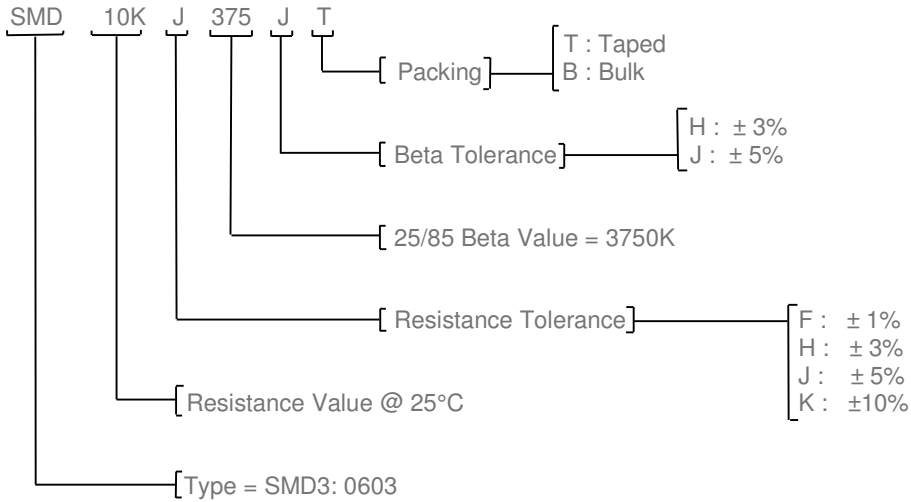 SMD 10K J 375 J T
T : Taped
Packing
B : Bulk
H : ± 3%
Beta Tolerance
J : ± 5%
25/85 Beta Value = 3750K
Resistance Tolerance
F : ± 1%
H : ± 3%
J : ± 5%
K : ±10%
Resistance Value @ 25°C
Type = SMD3: 0603